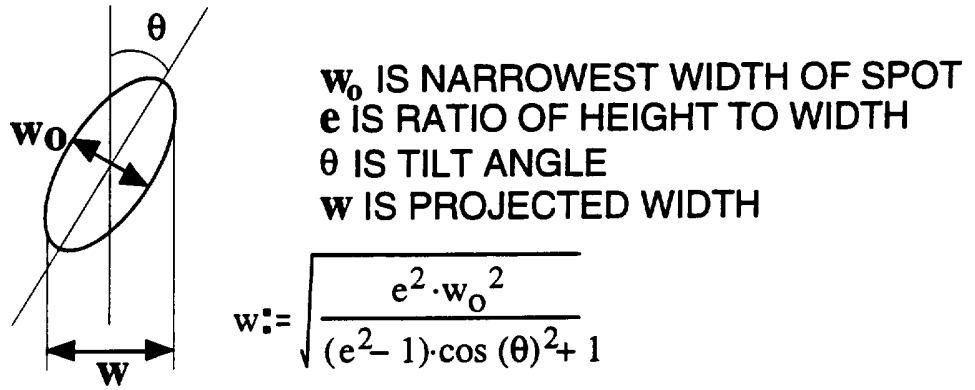 θ
w₀ IS NARROWEST WIDTH OF SPOT
e IS RATIO OF HEIGHT TO WIDTH
w₀
θ IS TILT ANGLE
w IS PROJECTED WIDTH
w:= √((e²·w₀²)/((e²− 1)·cos (θ)²+ 1))
w